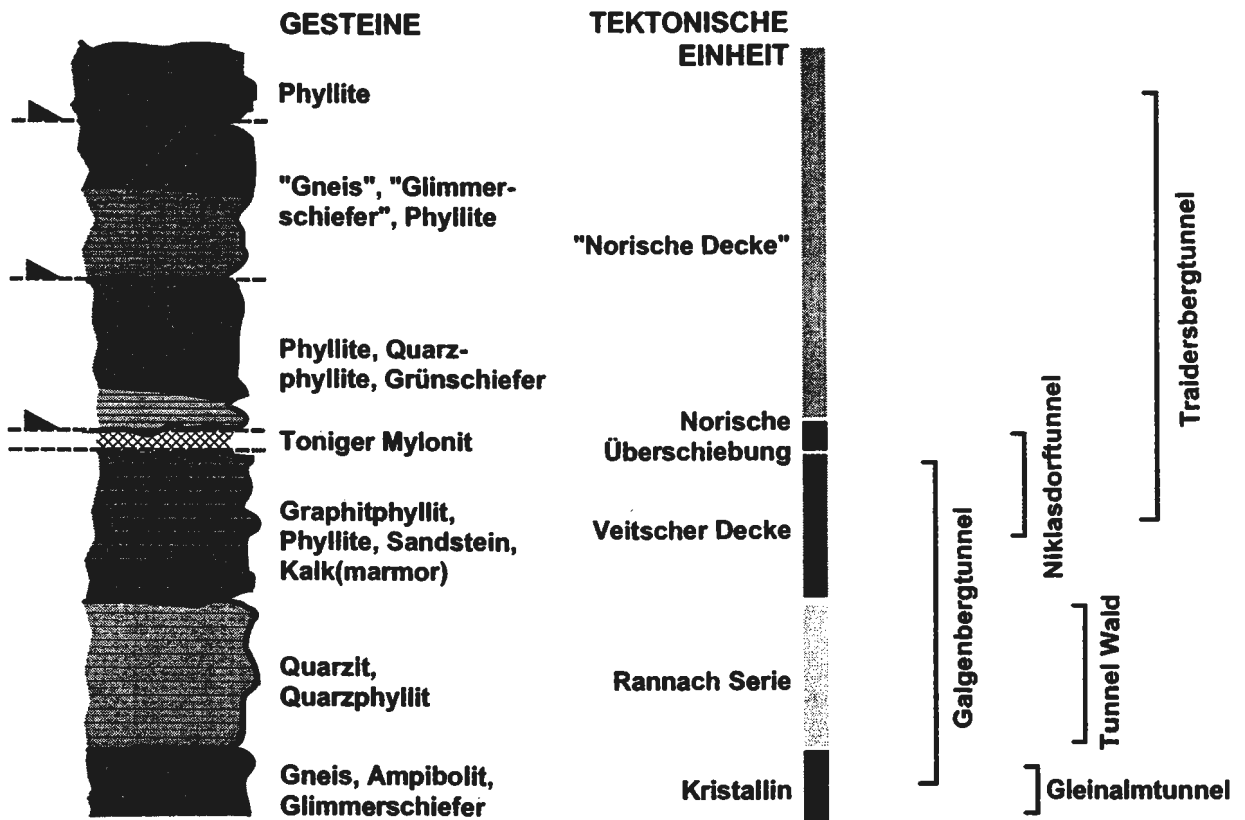 GESTEINE
TEKTONISCHE
EINHEIT
Phyllite
"Gneis", "Glimmer-
schiefer", Phyllite
"Norische Decke"
Phyllite, Quarz-
phyllite, Grünschiefer
Toniger Mylonit
Norische
Überschiebung
Graphitphyllit,
Phyllite, Sandstein,
Kalk(marmor)
Veitscher Decke
Quarzit,
Quarzphyllit
Rannach Serie
Gneis, Ampibolit,
Glimmerschiefer
Kristallin
Galgenbergtunnel
Niklasdorftunnel
Tunnel Wald
Gleinalmtunnel
Traidersbergtunnel